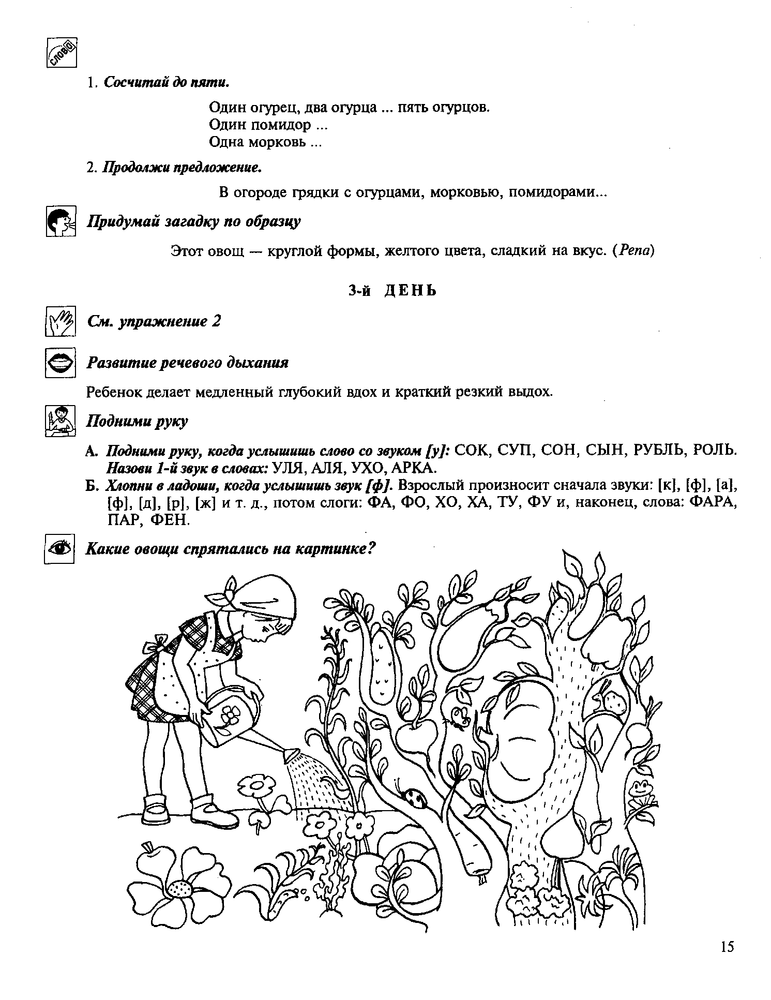 слова
1. Сосчитай до пяти.
Один огурец, два огурца ... пять огурцов.
Один помидор ...
Одна морковь ...
2. Продолжи предложение.
В огороде грядки с огурцами, морковью, помидорами...
Придумай загадку по образцу
Этот овощ — круглой формы, желтого цвета, сладкий на вкус. (Репа)
3-й ДЕНЬ
См. упражнение 2
Развитие речевого дыхания
Ребенок делает медленный глубокий вдох и краткий резкий выдох.
Подними руку
А. Подними руку, когда услышишь слово со звуком [у]: СОК, СУП, СОН, СЫН, РУБЛЬ, РОЛЬ.
Назови 1-й звук в словах: УЛЯ, АЛЯ, УХО, АРКА.
Б. Хлопни в ладоши, когда услышишь звук [ф]. Взрослый произносит сначала звуки: [к], [ф], [а],
[ф], [д], [р], [ж] и т. д., потом слоги: ФА, ФО, ХО, ХА, ТУ, ФУ и, наконец, слова: ФАРА,
ПАР, ФЕН.
Какие овощи спрятались на картинке?
15